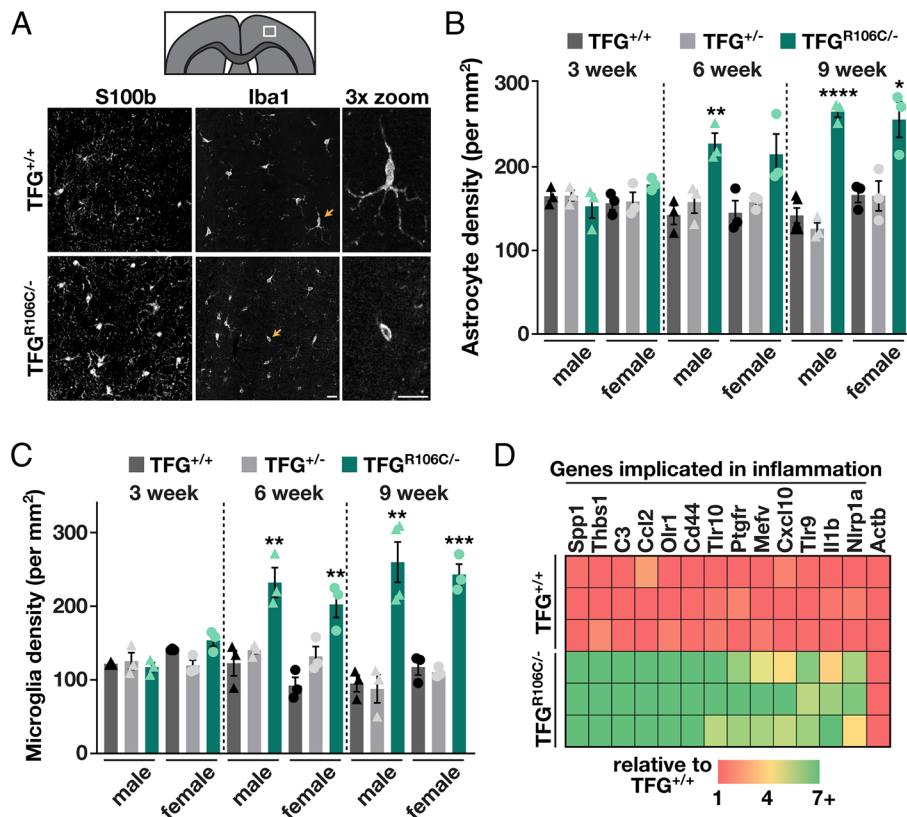 A
S100b Iba1 3x zoom
TFG+/+
TFGR106C/-
B
TFG+/+ TFG+/- TFGR106C/-
3 week 6 week 9 week
Astrocyte density (per mm2)
300
200
100
0
** **** *
male female male female male female
C
TFG+/+ TFG+/- TFGR106C/-
3 week 6 week 9 week
Microglia density (per mm2)
300
200
100
0
** ** ** ***
male female male female male female
D
Genes implicated in inflammation
Spp1 Thbs1 C3 Ccl2 Olr1 Cd44 Tlr10 Ptgfr Mefv Cxcl10 Tlr9 Il1b Nlrp1a Actb
TFG+/+
TFGR106C/-
relative to
TFG+/+
1 4 7+